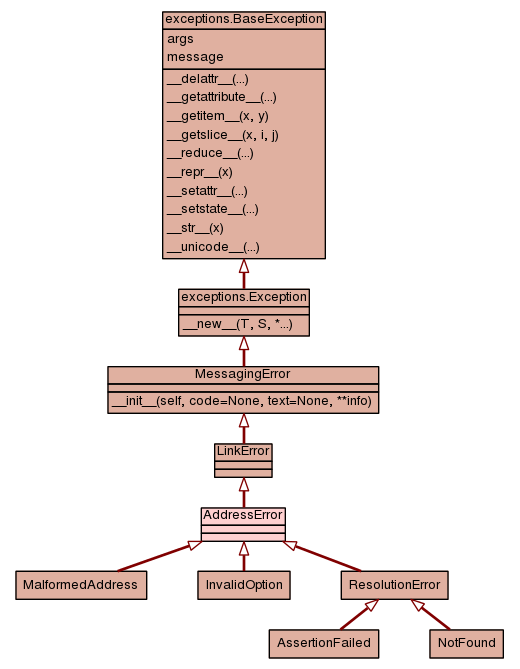 exceptions.BaseException
args
message
__delattr__(...)
__getattribute__(...)
__getitem__(x, y)
__getslice__(x, i, j)
__reduce__(...)
__repr__(x)
__setattr__(...)
__setstate__(...)
__str__(x)
__unicode__(...)
exceptions.Exception
__new__(T, S, *...)
MessagingError
__init__(self, code=None, text=None, **info)
LinkError
AddressError
MalformedAddress
InvalidOption
ResolutionError
AssertionFailed
NotFound